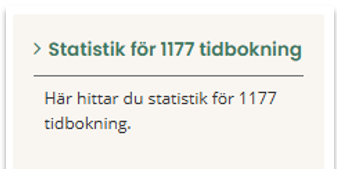 Statistik för 1177 tidbokning
Här hittar du statistik för 1177
tidbokning.